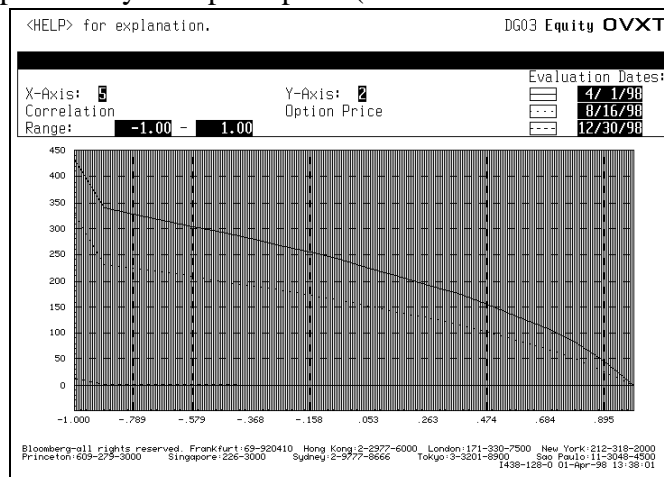 <HELP> for explanation. DG03 Equity OVXT
Evaluation Dates:
X-Axis: 5 Y-Axis: 2 4/ 1/98
Correlation Option Price 8/16/98
Range: -1.00 - 1.00 12/30/98
450
400
350
300
250
200
150
100
50
0
-1.000 -.789 -.579 -.368 -.158 .053 .263 .474 .684 .895
Bloomberg-all rights reserved. Frankfurt:69-920410 Hong Kong:2-2977-6000 London:171-330-7500 New York:212-318-2000
Princeton:609-279-3000 Singapore:226-3000 Sydney:2-9777-8666 Tokyo:3-3201-8900 Sao Paulo:11-3048-4500
I438-128-0 01-Apr-98 13:38:01